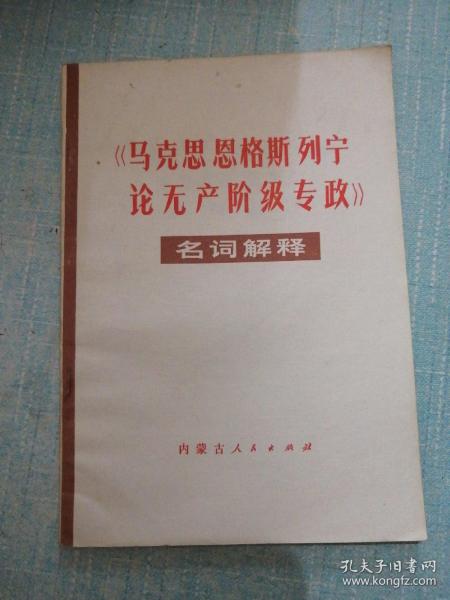 《马克思恩格斯列宁
论无产阶级专政》
名词解释
内蒙古人民出版社
孔夫子旧书网
www.kongfz.com